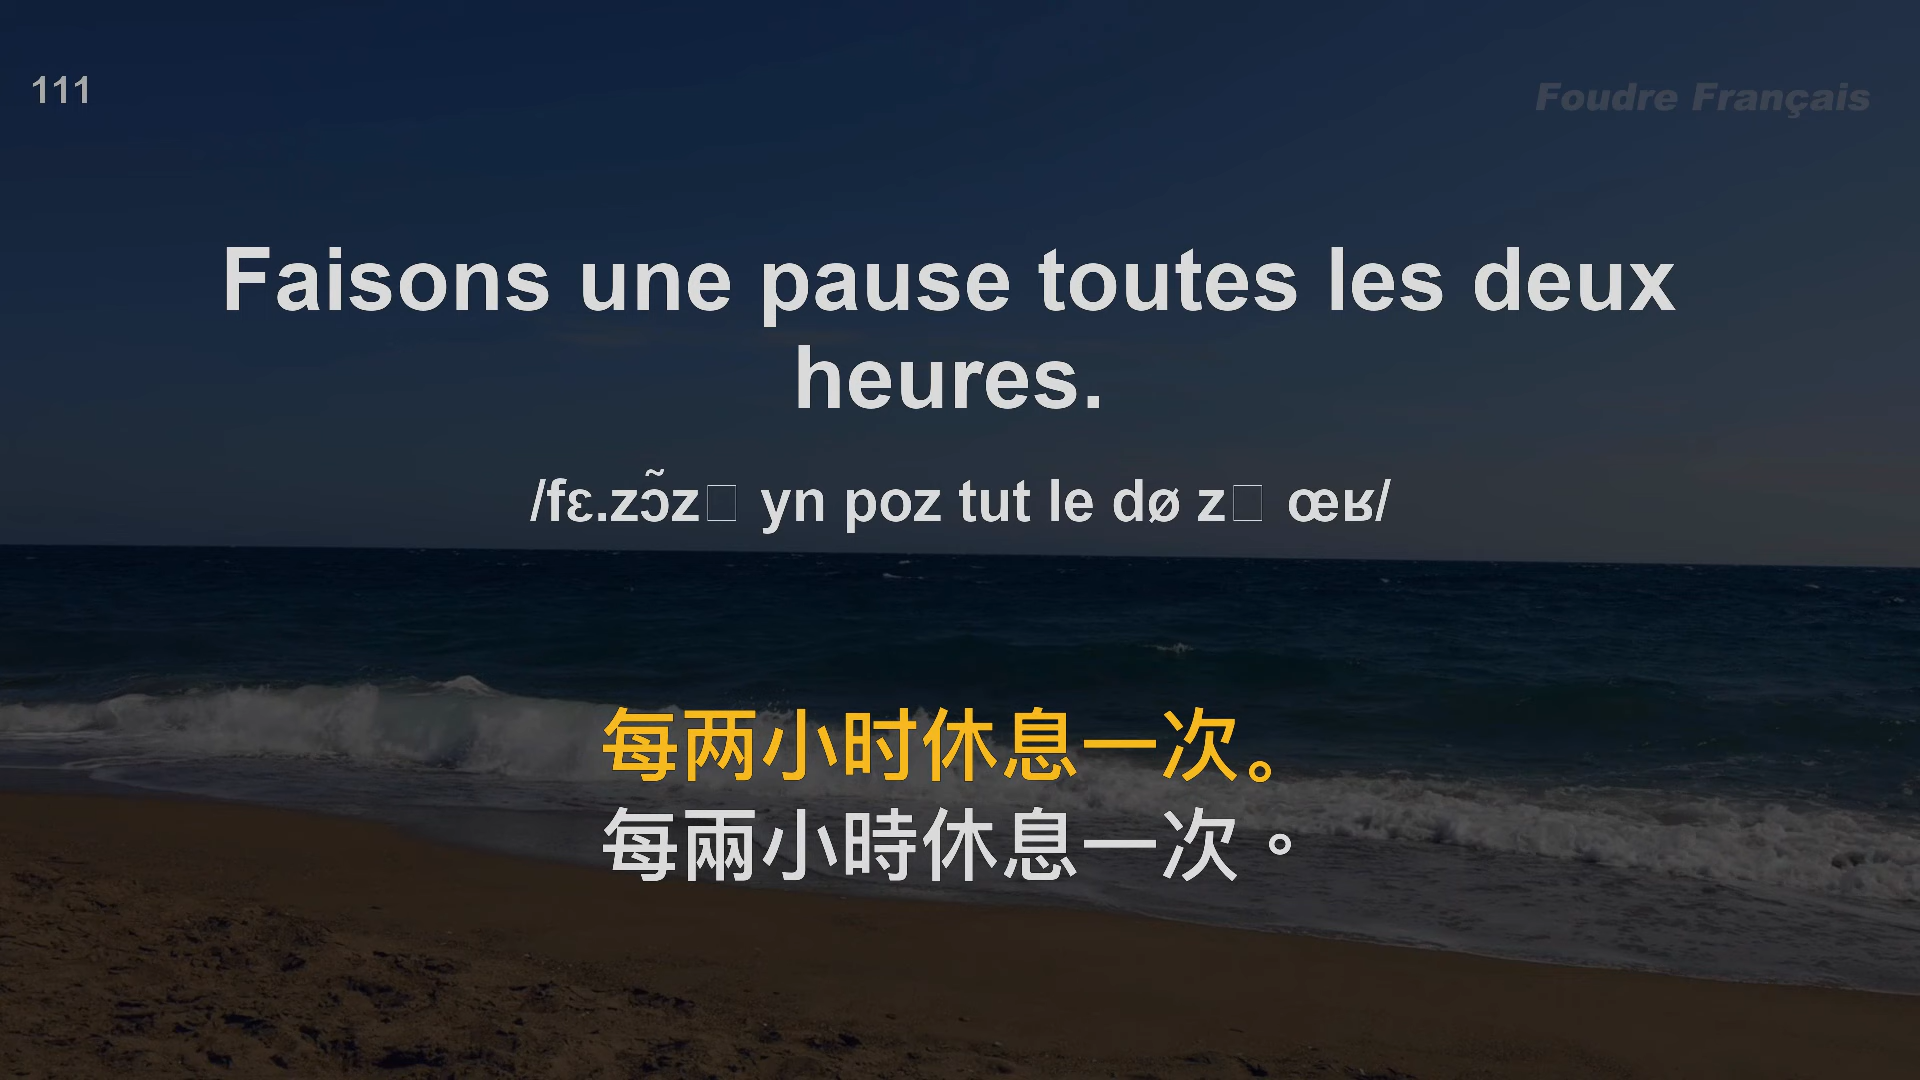 111
Foudre Français
Faisons une pause toutes les deux
heures.
/fɛ.zɔ̃z□ yn poz tut le dø z□ œʁ/
每两小时休息一次。
每兩小時休息一次。